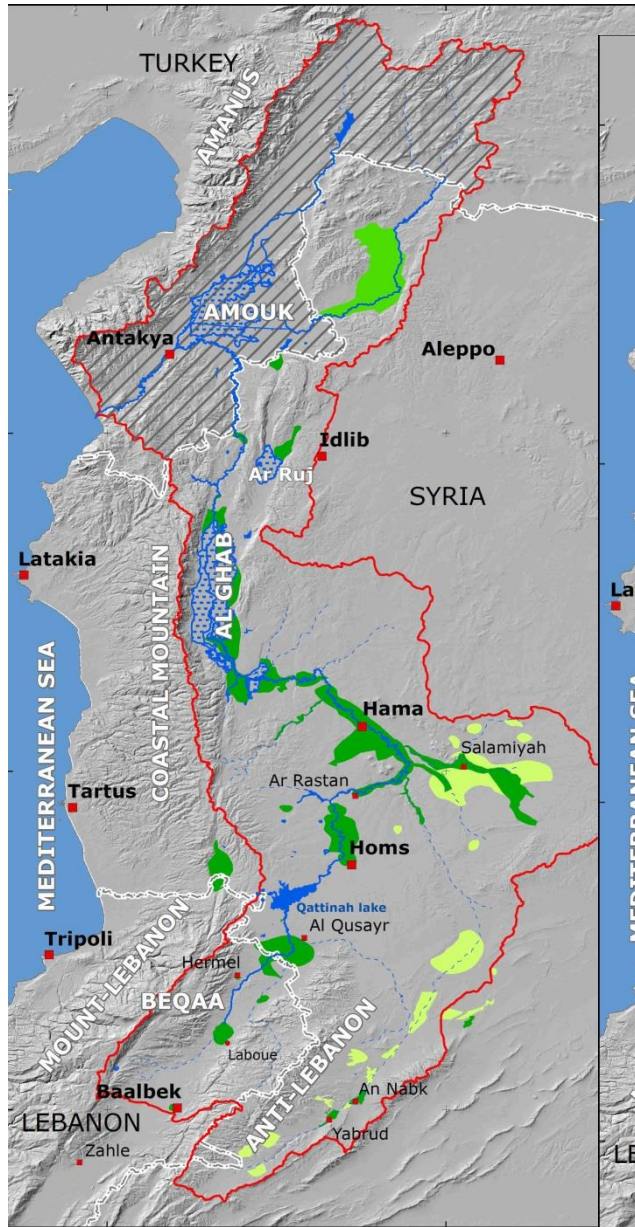 TURKEY
AMANUS
AMOUK
Antakya
Aleppo
Idlib
Ar Ruj
SYRIA
Latakia
AL GHAB
COASTAL MOUNTAIN
MEDITERRANEAN SEA
Hama
Salamiyah
Ar Rastan
Tartus
Homs
Qattinah lake
Al Qusayr
Tripoli
Hermel
MOUNT-LEBANON
BEQAA
Laboue
ANTI-LEBANON
Baalbek
An Nabk
LEBANON
Yabrud
Zahle
La
LE